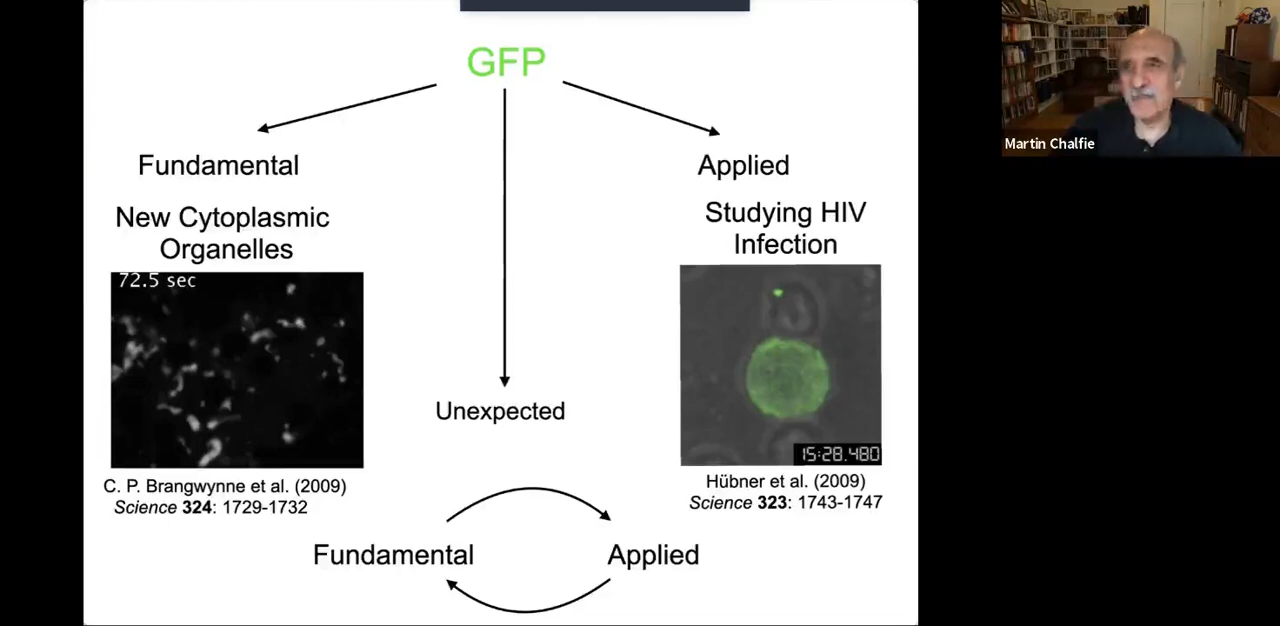 GFP
Fundamental
Applied
New Cytoplasmic
Organelles
Studying HIV
Infection
72.5 sec
15:28.480
Unexpected
C. P. Brangwynne et al. (2009)
Science 324: 1729-1732
Hübner et al. (2009)
Science 323: 1743-1747
Fundamental
Applied
Martin Chalfie